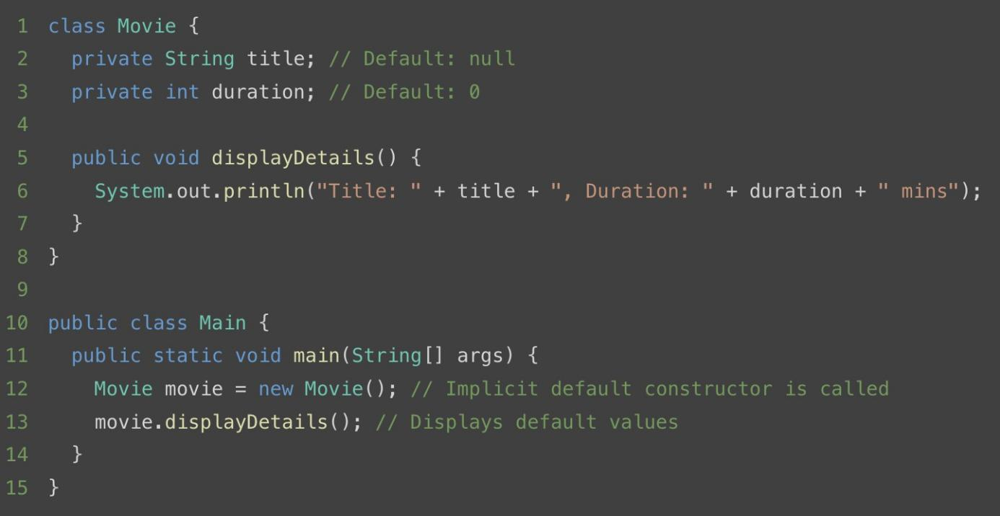 1 class Movie {
2   private String title; // Default: null
3   private int duration; // Default: 0
4
5   public void displayDetails() {
6     System.out.println("Title: " + title + ", Duration: " + duration + " mins");
7   }
8 }
9
10 public class Main {
11   public static void main(String[] args) {
12     Movie movie = new Movie(); // Implicit default constructor is called
13     movie.displayDetails(); // Displays default values
14   }
15 }